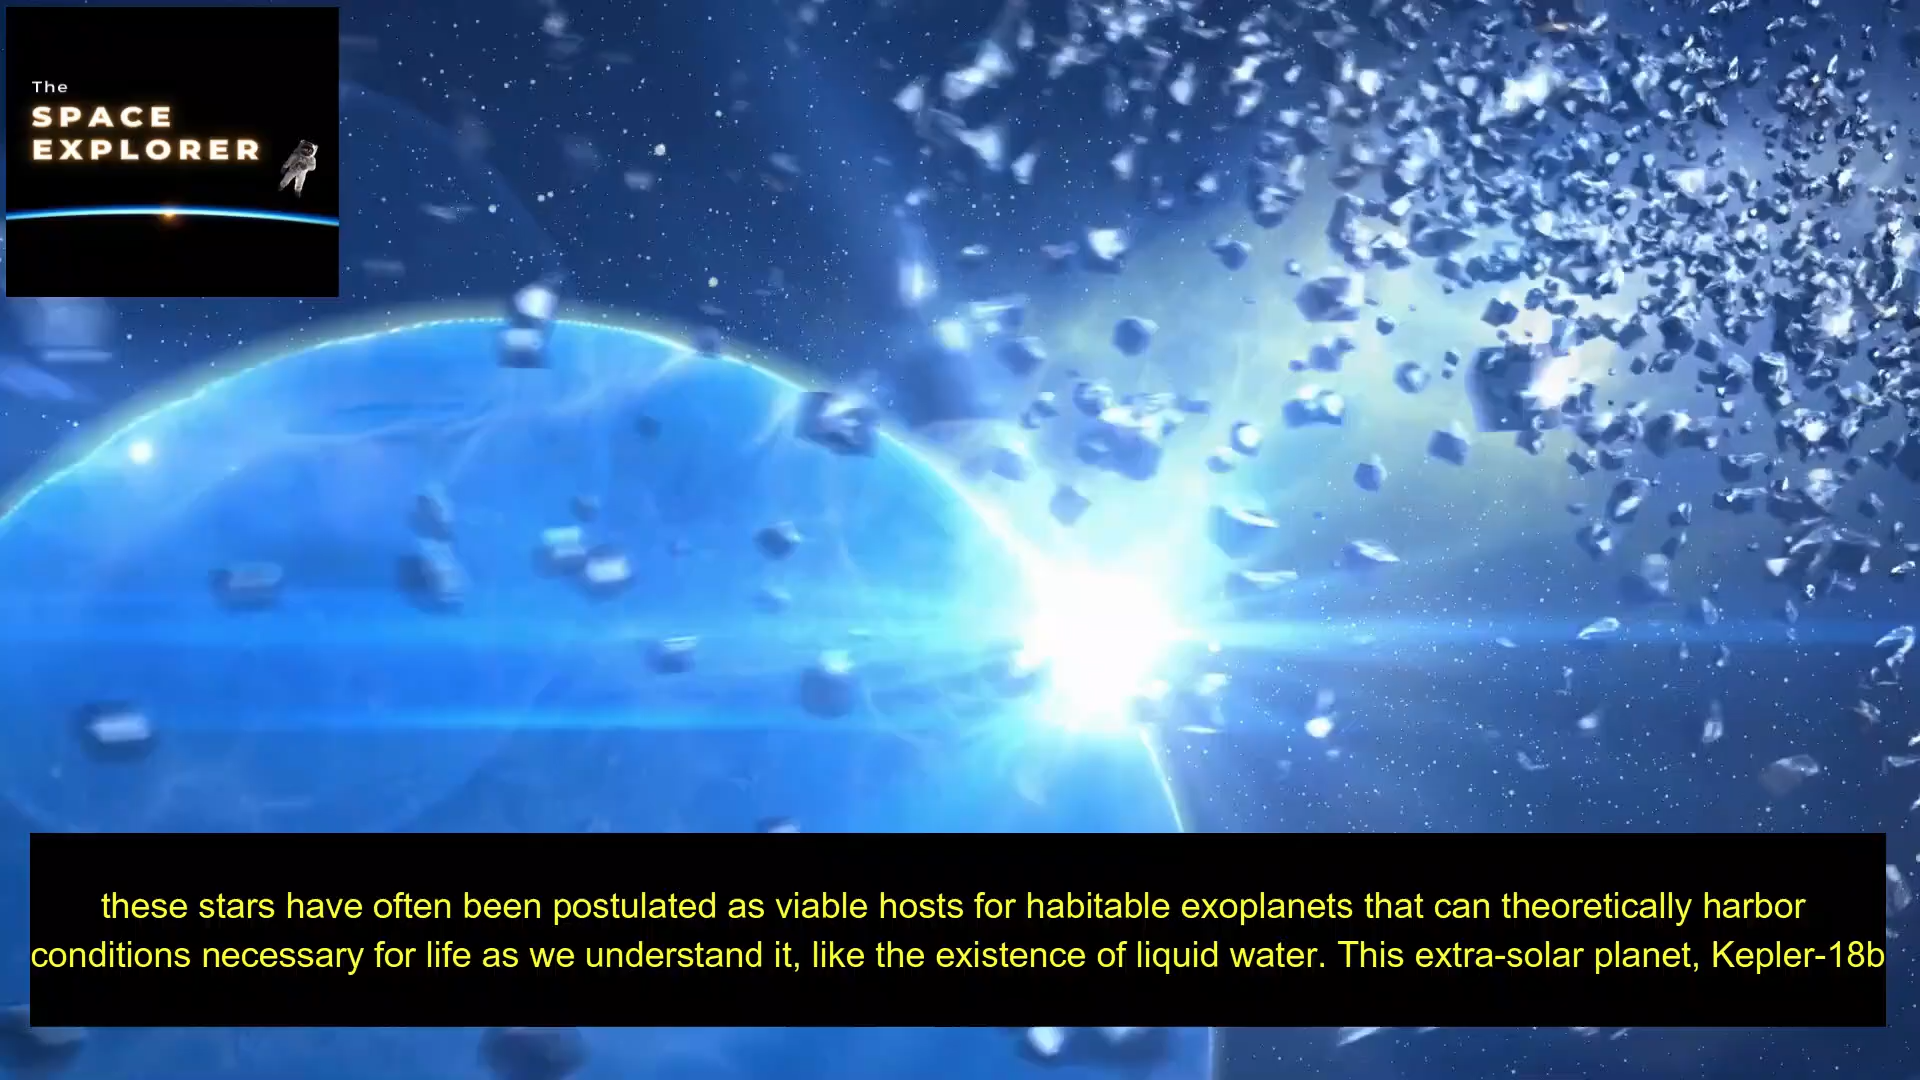 The
SPACE
EXPLORER
these stars have often been postulated as viable hosts for habitable exoplanets that can theoretically harbor
conditions necessary for life as we understand it, like the existence of liquid water. This extra-solar planet, Kepler-18b